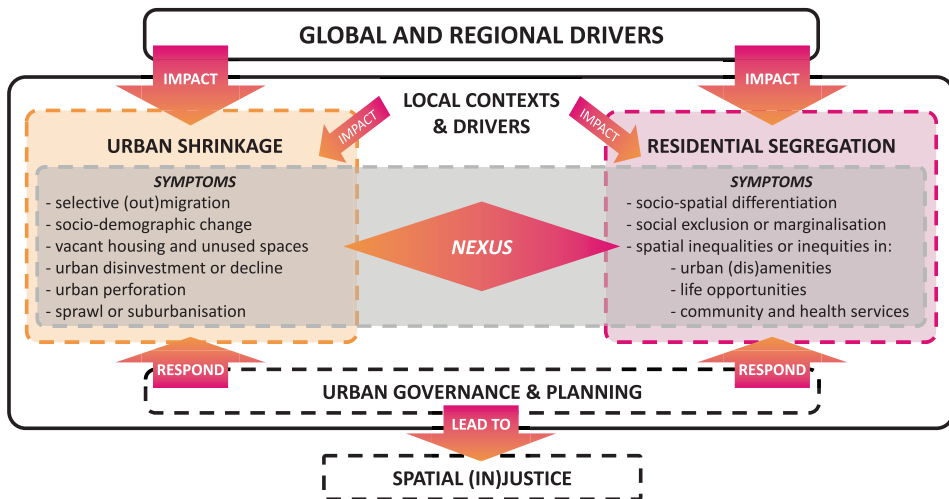 GLOBAL AND REGIONAL DRIVERS
IMPACT
IMPACT
LOCAL CONTEXTS
& DRIVERS
IMPACT
IMPACT
URBAN SHRINKAGE
SYMPTOMS
- selective (out)migration
- socio-demographic change
- vacant housing and unused spaces
- urban disinvestment or decline
- urban perforation
- sprawl or suburbanisation
NEXUS
RESIDENTIAL SEGREGATION
SYMPTOMS
- socio-spatial differentiation
- social exclusion or marginalisation
- spatial inequalities or inequities in:
- urban (dis)amenities
- life opportunities
- community and health services
RESPOND
RESPOND
URBAN GOVERNANCE & PLANNING
LEAD TO
SPATIAL (IN)JUSTICE